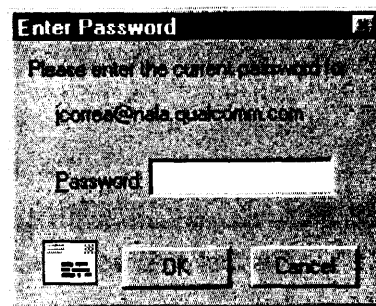 Enter Password
Please enter the current password for
jcorrea@nala.qualcomm.com
Password:
OK
Cancel